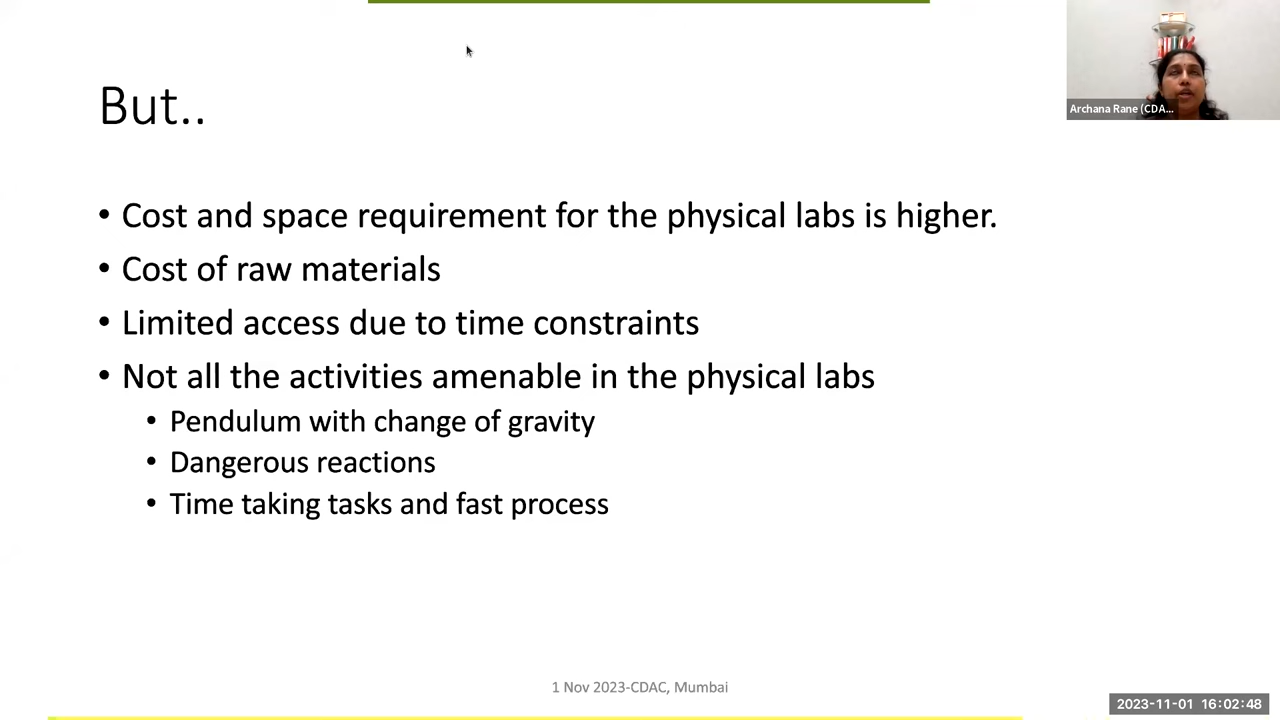 But..
Archana Rane (CDA...
• Cost and space requirement for the physical labs is higher.
• Cost of raw materials
• Limited access due to time constraints
• Not all the activities amenable in the physical labs
• Pendulum with change of gravity
• Dangerous reactions
• Time taking tasks and fast process
1 Nov 2023-CDAC, Mumbai
2023-11-01 16:02:48